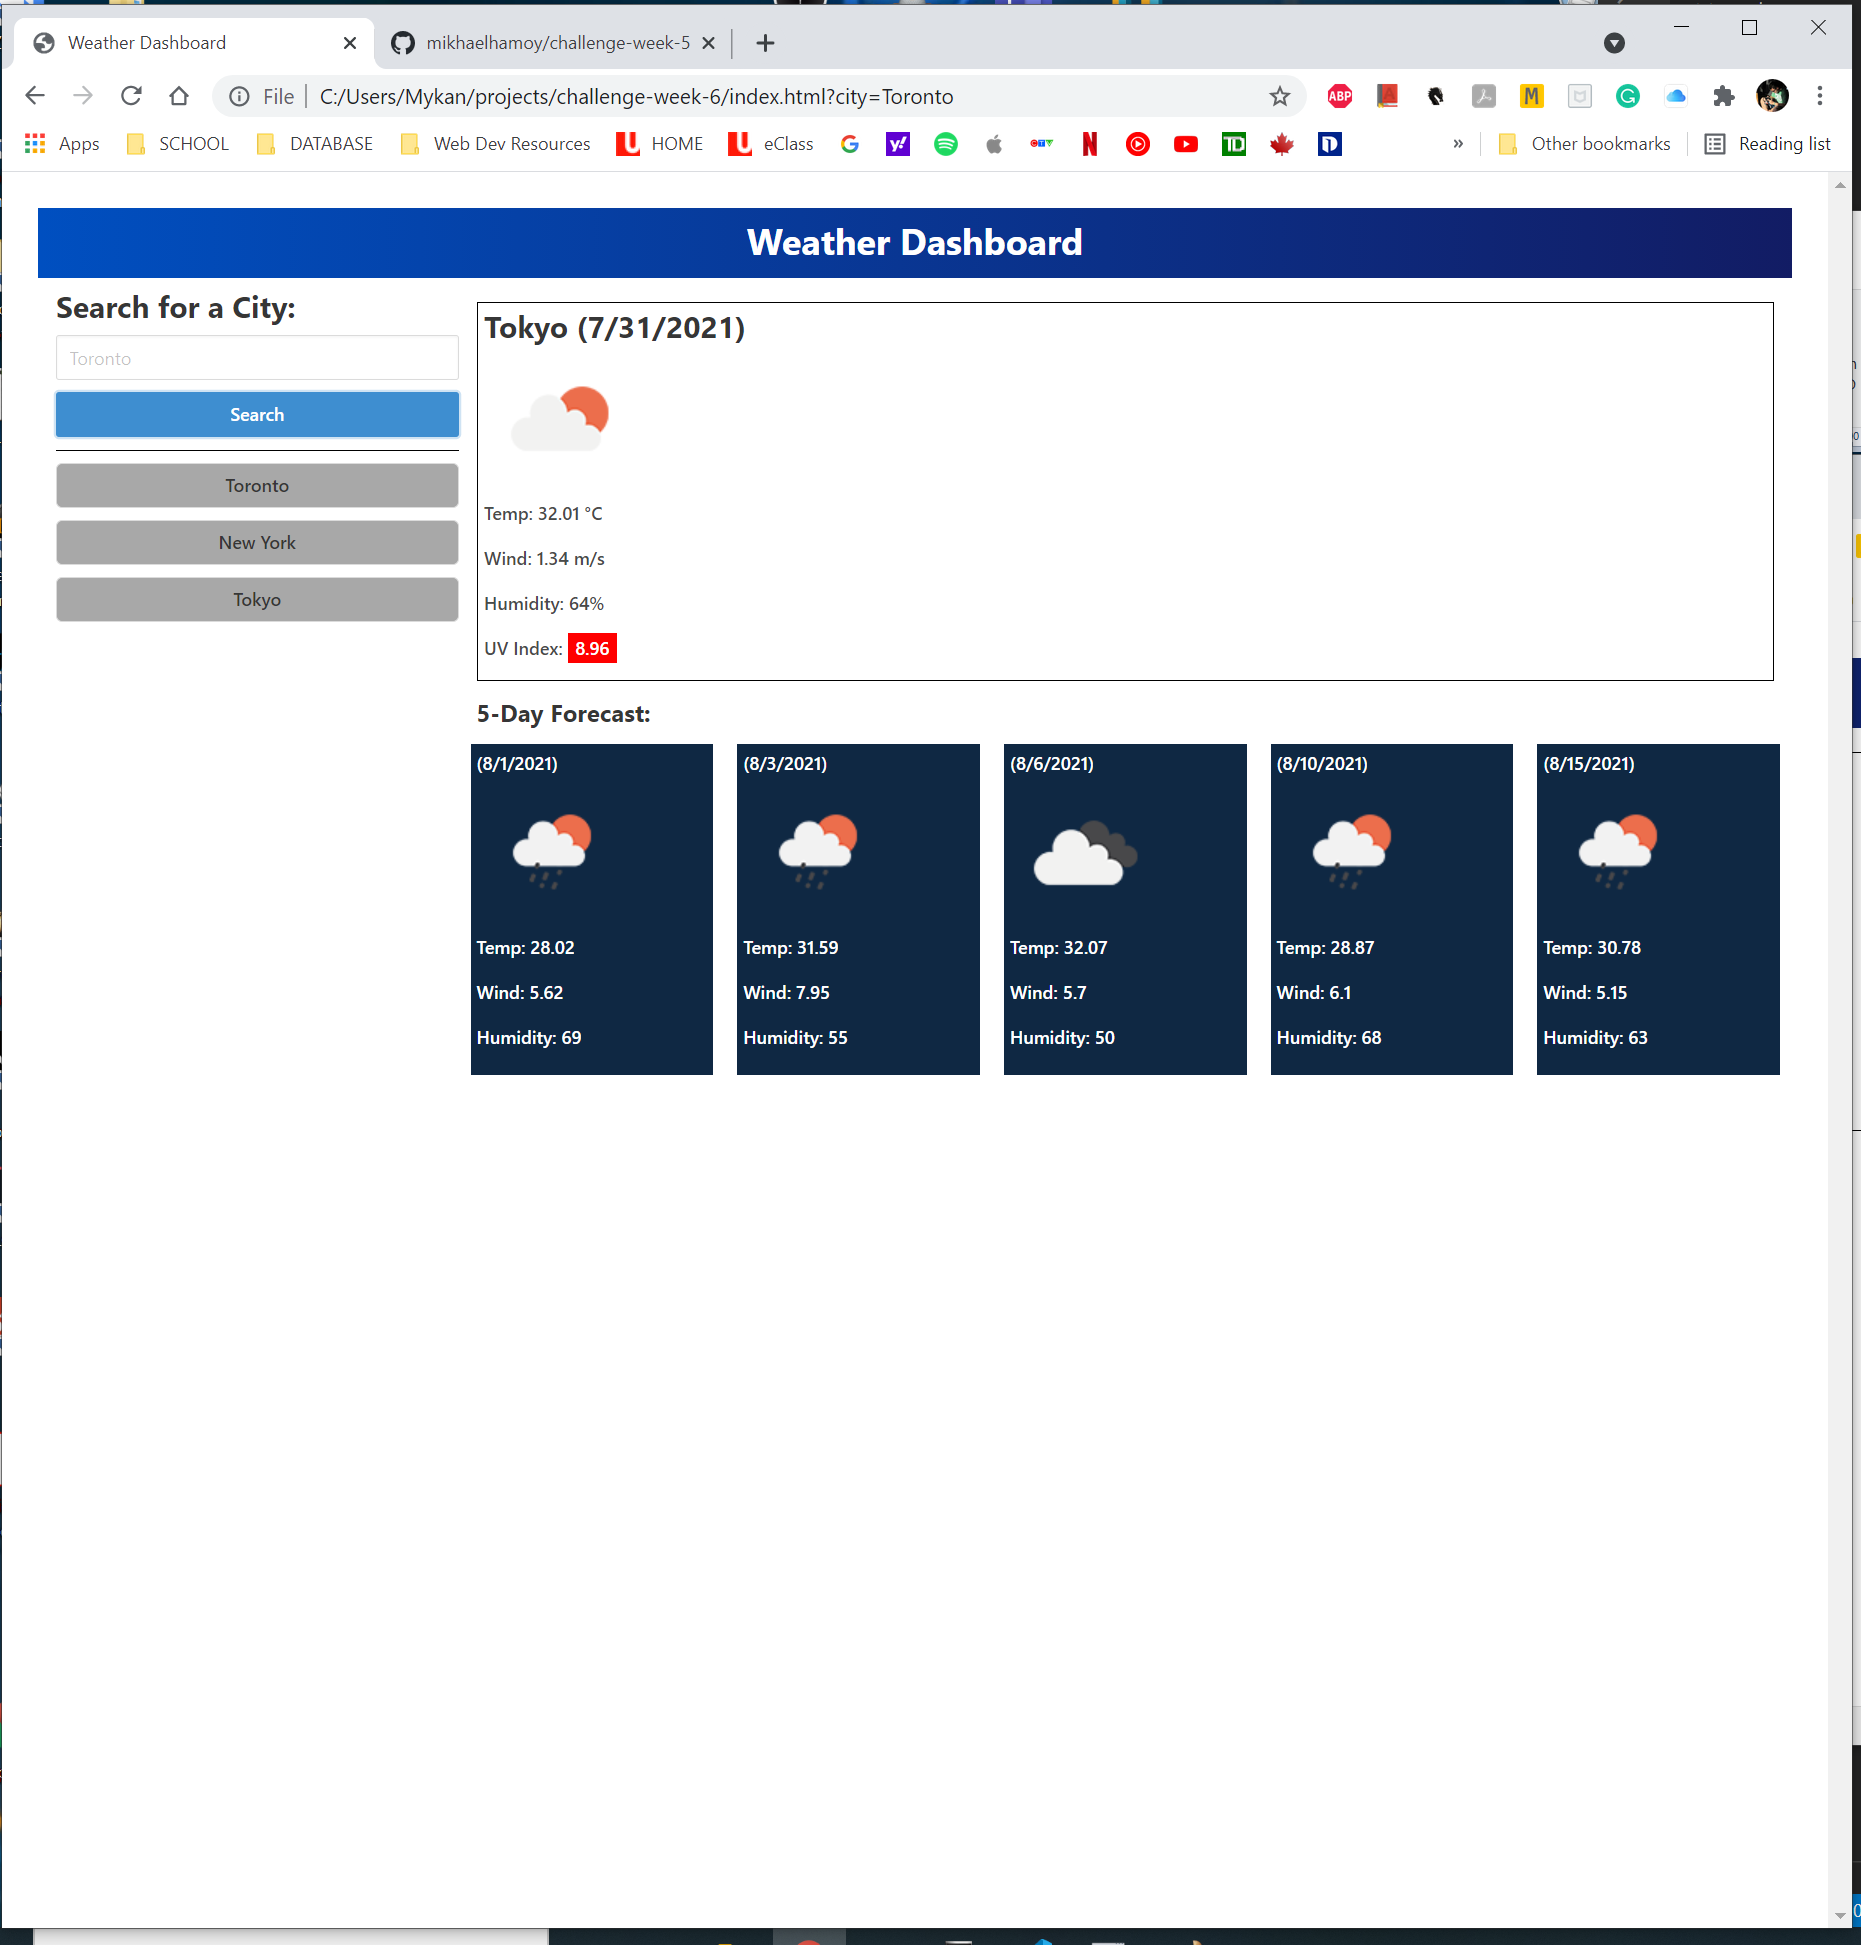 Weather Dashboard
mikhaelhamoy/challenge-week-5
File C:/Users/Mykan/projects/challenge-week-6/index.html?city=Toronto
ABP
M
G
Apps SCHOOL DATABASE Web Dev Resources HOME eClass CTV TD » Other bookmarks Reading list
Weather Dashboard
Search for a City:
Toronto
Search
Toronto
New York
Tokyo
Tokyo (7/31/2021)
Temp: 32.01 °C
Wind: 1.34 m/s
Humidity: 64%
UV Index: 8.96
5-Day Forecast:
(8/1/2021)
Temp: 28.02
Wind: 5.62
Humidity: 69
(8/3/2021)
Temp: 31.59
Wind: 7.95
Humidity: 55
(8/6/2021)
Temp: 32.07
Wind: 5.7
Humidity: 50
(8/10/2021)
Temp: 28.87
Wind: 6.1
Humidity: 68
(8/15/2021)
Temp: 30.78
Wind: 5.15
Humidity: 63